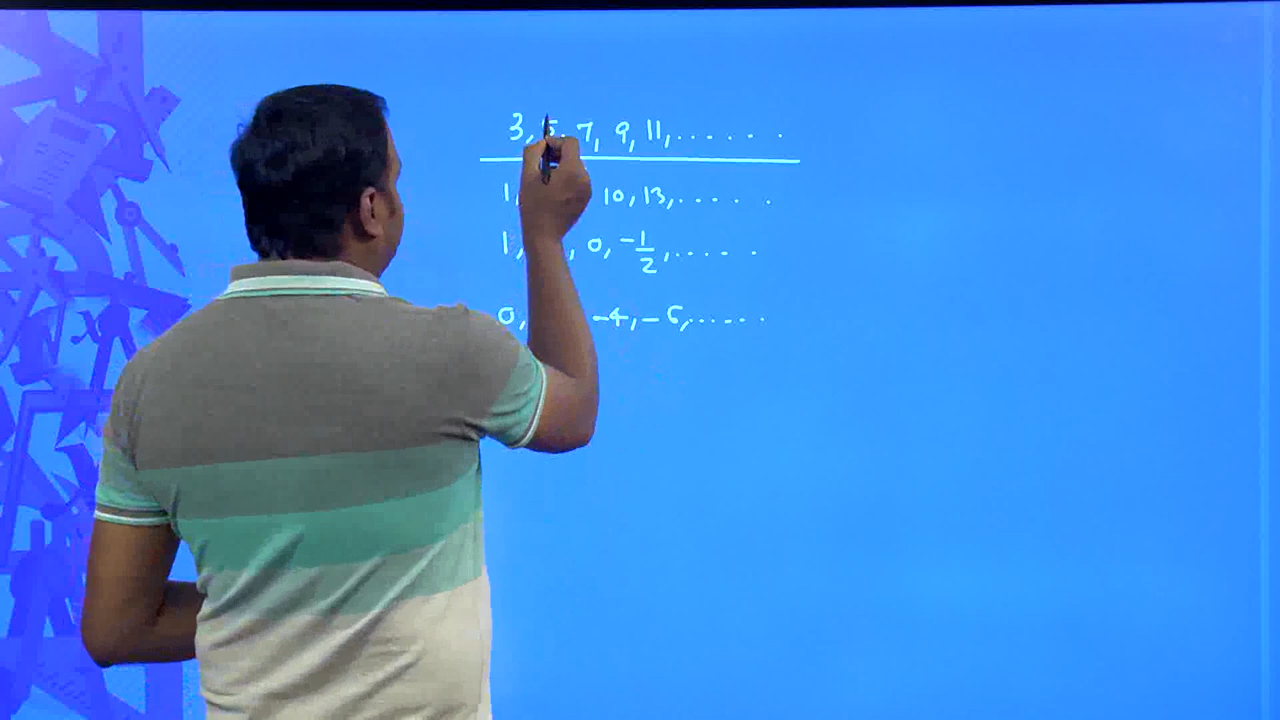 3, 5, 7, 9, 11, . . . . . .
1, 10, 13, . . . . .
1, , 0, -1/2, . . . . .
0, -4, -6, . . . . .